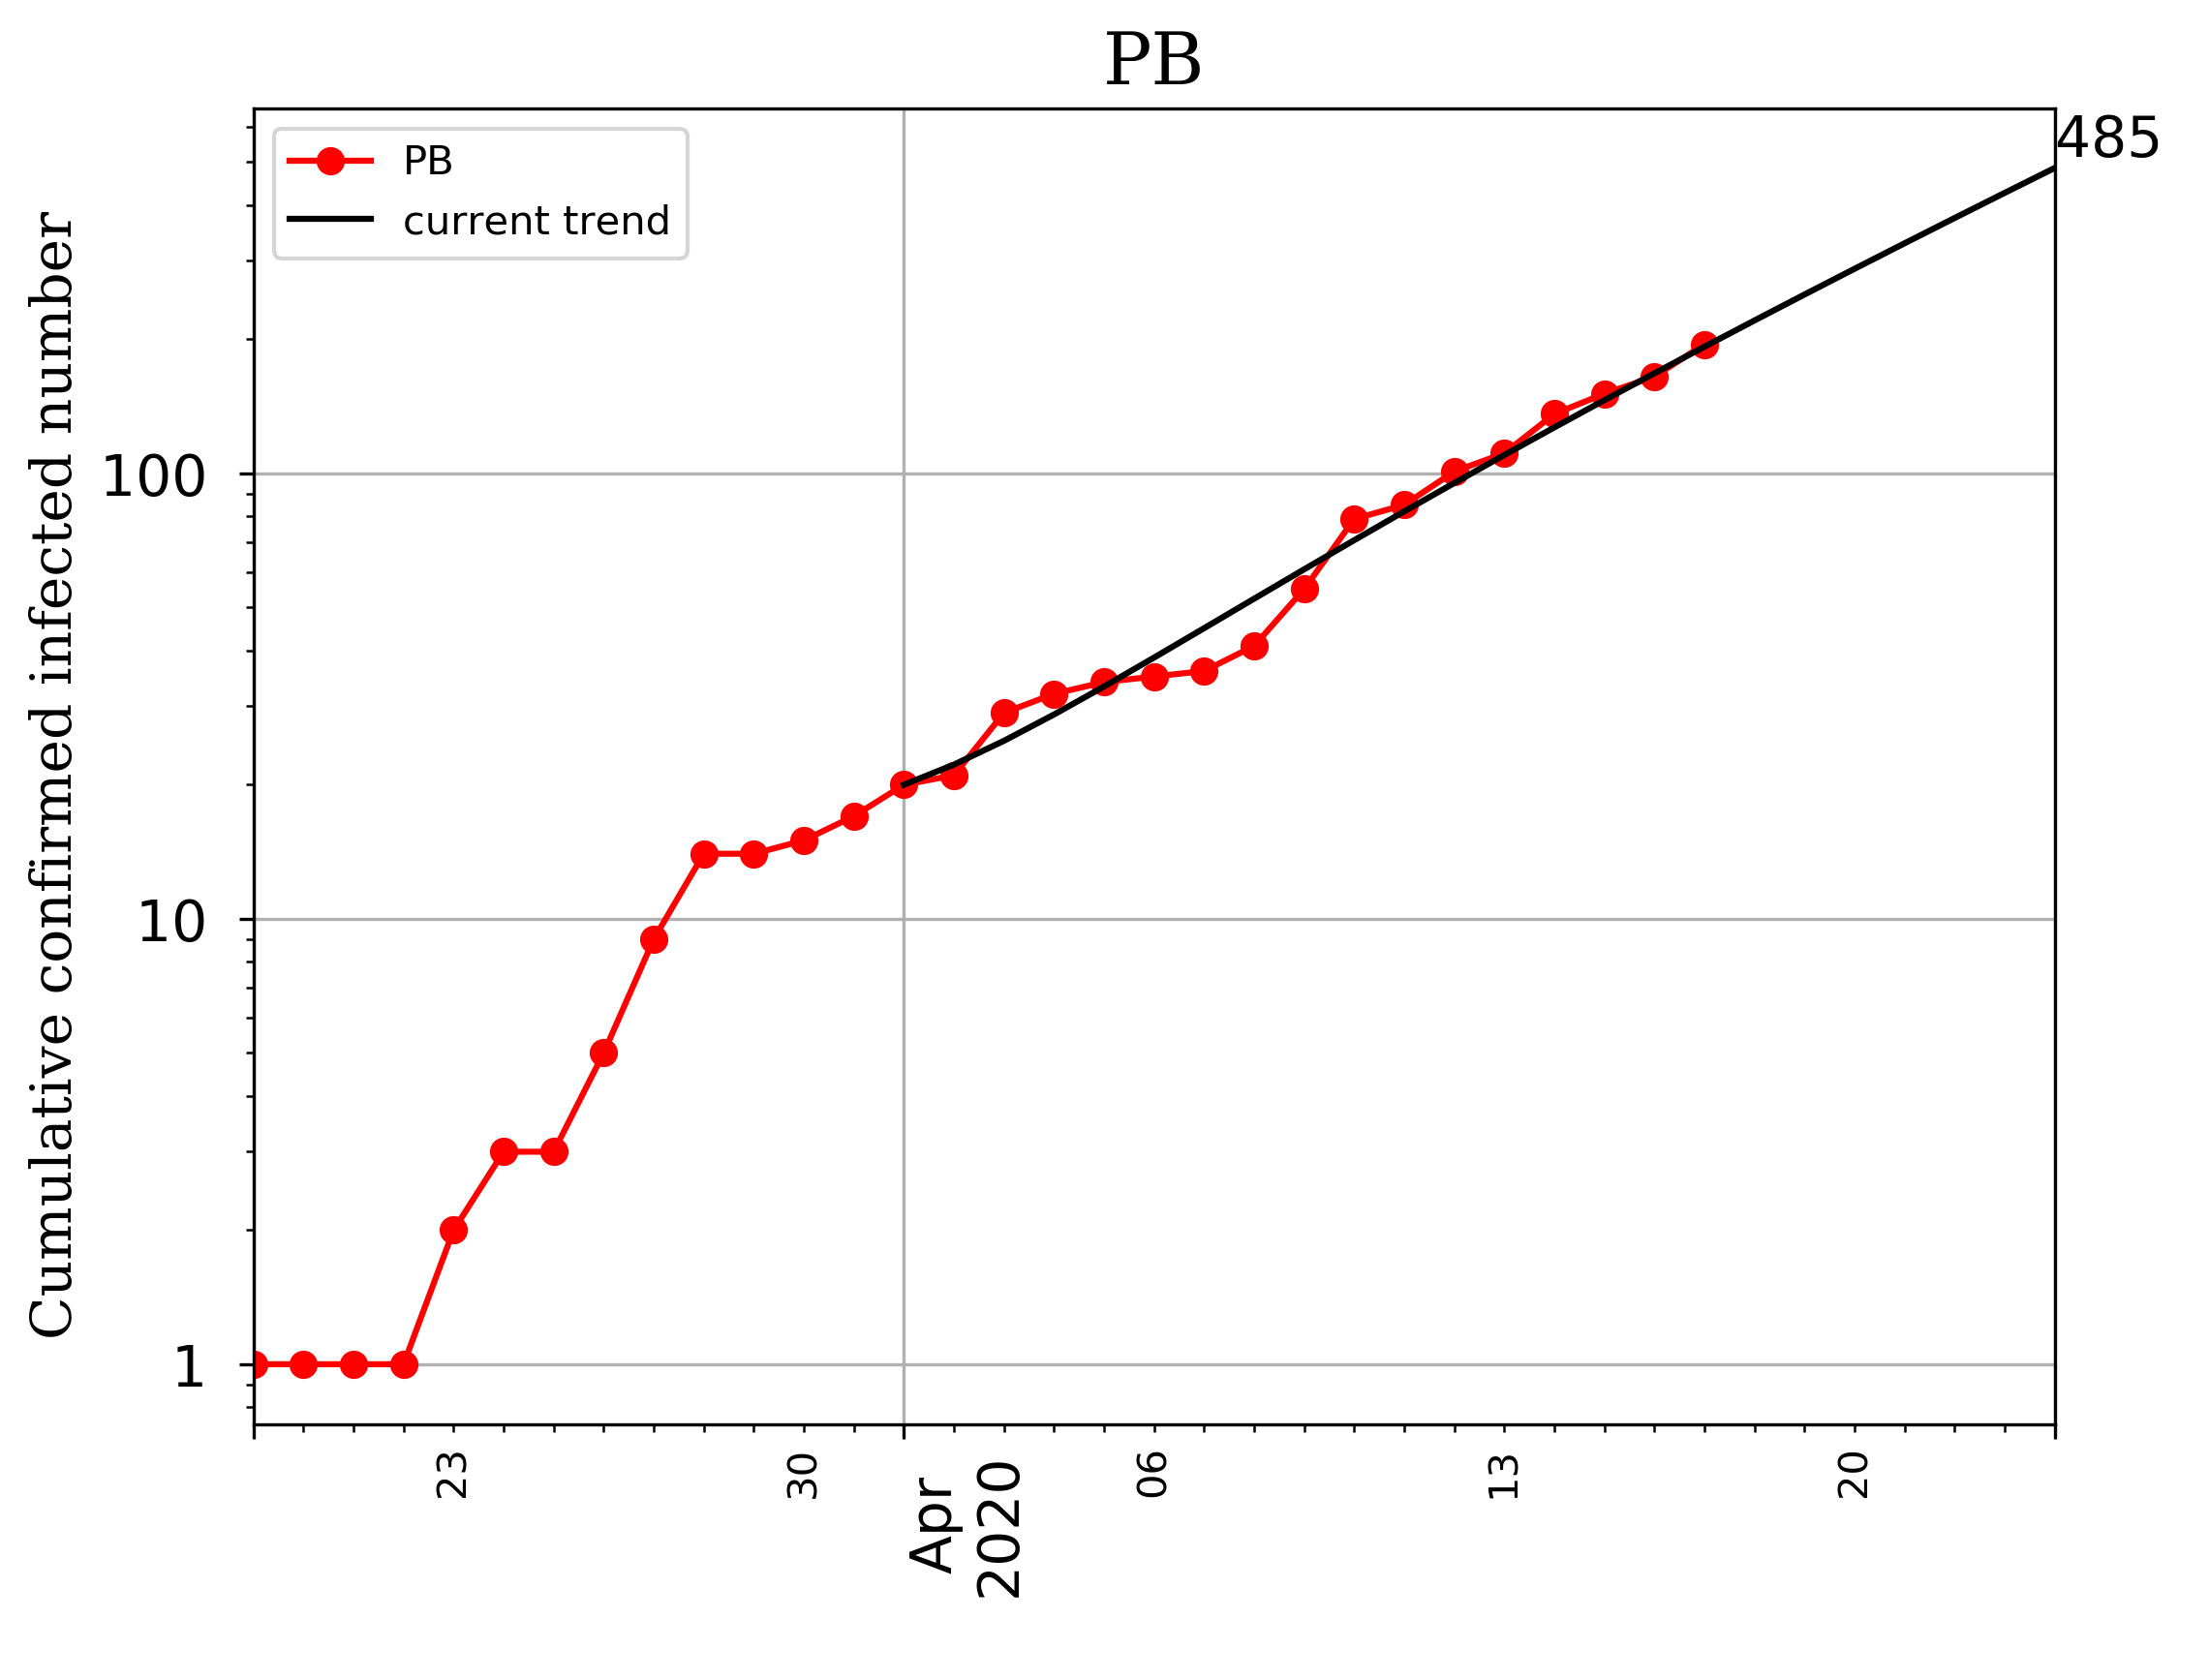 PB
485
PB
current trend
Cumulative confirmed infected number
100
10
1
23
30
06
13
20
Apr
2020